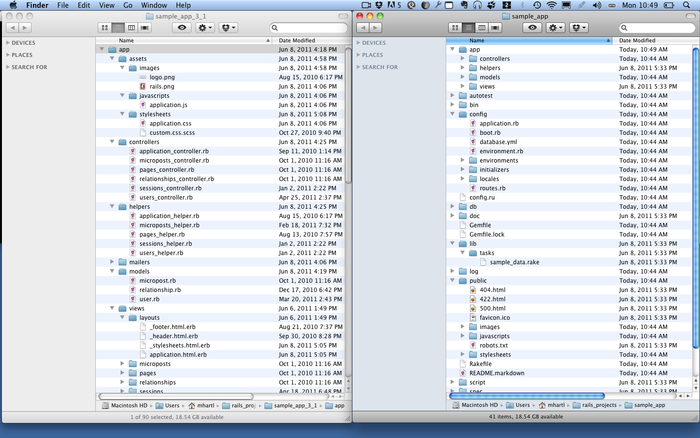 Finder File Edit View Go Window Help
5
Mon 10:49
sample_app_3_1
DEVICES
PLACES
SEARCH FOR
Name Date Modified
app Jun 8, 2011 4:18 PM
assets Jun 8, 2011 4:58 PM
images Jun 8, 2011 4:58 PM
logo.png Aug 15, 2010 6:17 PM
rails.png Jun 8, 2011 4:06 PM
javascripts Jun 8, 2011 4:06 PM
application.js Jun 8, 2011 4:06 PM
stylesheets Jun 8, 2011 5:08 PM
application.css Jun 8, 2011 4:06 PM
custom.css.scss Oct 27, 2010 9:40 PM
controllers Jun 8, 2011 4:25 PM
application_controller.rb Sep 11, 2010 1:14 PM
microposts_controller.rb Oct 1, 2010 11:16 AM
pages_controller.rb Oct 1, 2010 11:16 AM
relationships_controller.rb Oct 1, 2010 11:16 AM
sessions_controller.rb Jan 2, 2011 2:22 PM
users_controller.rb Apr 25, 2011 2:37 PM
helpers Jun 8, 2011 4:06 PM
application_helper.rb Aug 15, 2010 6:17 PM
microposts_helper.rb Feb 18, 2011 7:32 PM
pages_helper.rb Aug 13, 2010 7:57 PM
sessions_helper.rb Jan 2, 2011 2:22 PM
users_helper.rb Jan 2, 2011 2:22 PM
mailers Jun 8, 2011 4:06 PM
models Jun 8, 2011 4:19 PM
micropost.rb Oct 1, 2010 11:16 AM
relationship.rb Dec 17, 2010 6:42 PM
user.rb Mar 20, 2011 2:43 PM
views Jun 6, 2011 1:49 PM
layouts Jun 6, 2011 1:49 PM
_footer.html.erb Aug 21, 2010 7:37 PM
_header.html.erb Sep 30, 2010 8:28 PM
_stylesheets.html.erb Jun 8, 2011 5:05 PM
application.html.erb Jun 8, 2011 5:05 PM
microposts Oct 1, 2010 11:16 AM
pages Oct 1, 2010 11:16 AM
relationships Oct 1, 2010 11:16 AM
sessions Oct 1, 2010 11:16 AM
Macintosh HD Users mhartl rails_proj sample_app_3_1 app
1 of 90 selected, 18.54 GB available
sample_app
DEVICES
PLACES
SEARCH FOR
Name Date Modified
app Today, 10:49 AM
controllers Jun 8, 2011 5:33 PM
helpers Jun 8, 2011 5:33 PM
models Jun 8, 2011 5:33 PM
views Jun 8, 2011 5:33 PM
autotest Today, 10:44 AM
bin Today, 10:44 AM
config Today, 10:44 AM
application.rb Today, 10:44 AM
boot.rb Today, 10:44 AM
database.yml Today, 10:44 AM
environment.rb Today, 10:44 AM
environments Today, 10:44 AM
initializers Today, 10:44 AM
locales Today, 10:44 AM
routes.rb Today, 10:44 AM
config.ru Today, 10:44 AM
db Today, 10:44 AM
doc Jun 8, 2011 5:33 PM
Gemfile Today, 10:44 AM
Gemfile.lock Today, 10:44 AM
lib Jun 8, 2011 5:33 PM
tasks Jun 8, 2011 5:33 PM
sample_data.rake Jun 8, 2011 5:33 PM
log Today, 10:44 AM
public Today, 10:44 AM
404.html Jun 8, 2011 5:33 PM
422.html Jun 8, 2011 5:33 PM
500.html Jun 8, 2011 5:33 PM
favicon.ico Jun 8, 2011 5:33 PM
images Today, 10:44 AM
javascripts Today, 10:44 AM
robots.txt Jun 8, 2011 5:33 PM
stylesheets Today, 10:44 AM
Rakefile Today, 10:44 AM
README.markdown Today, 10:44 AM
script Jun 8, 2011 5:33 PM
Macintosh HD Users mhartl rails_projects sample_app
41 items, 18.54 GB available